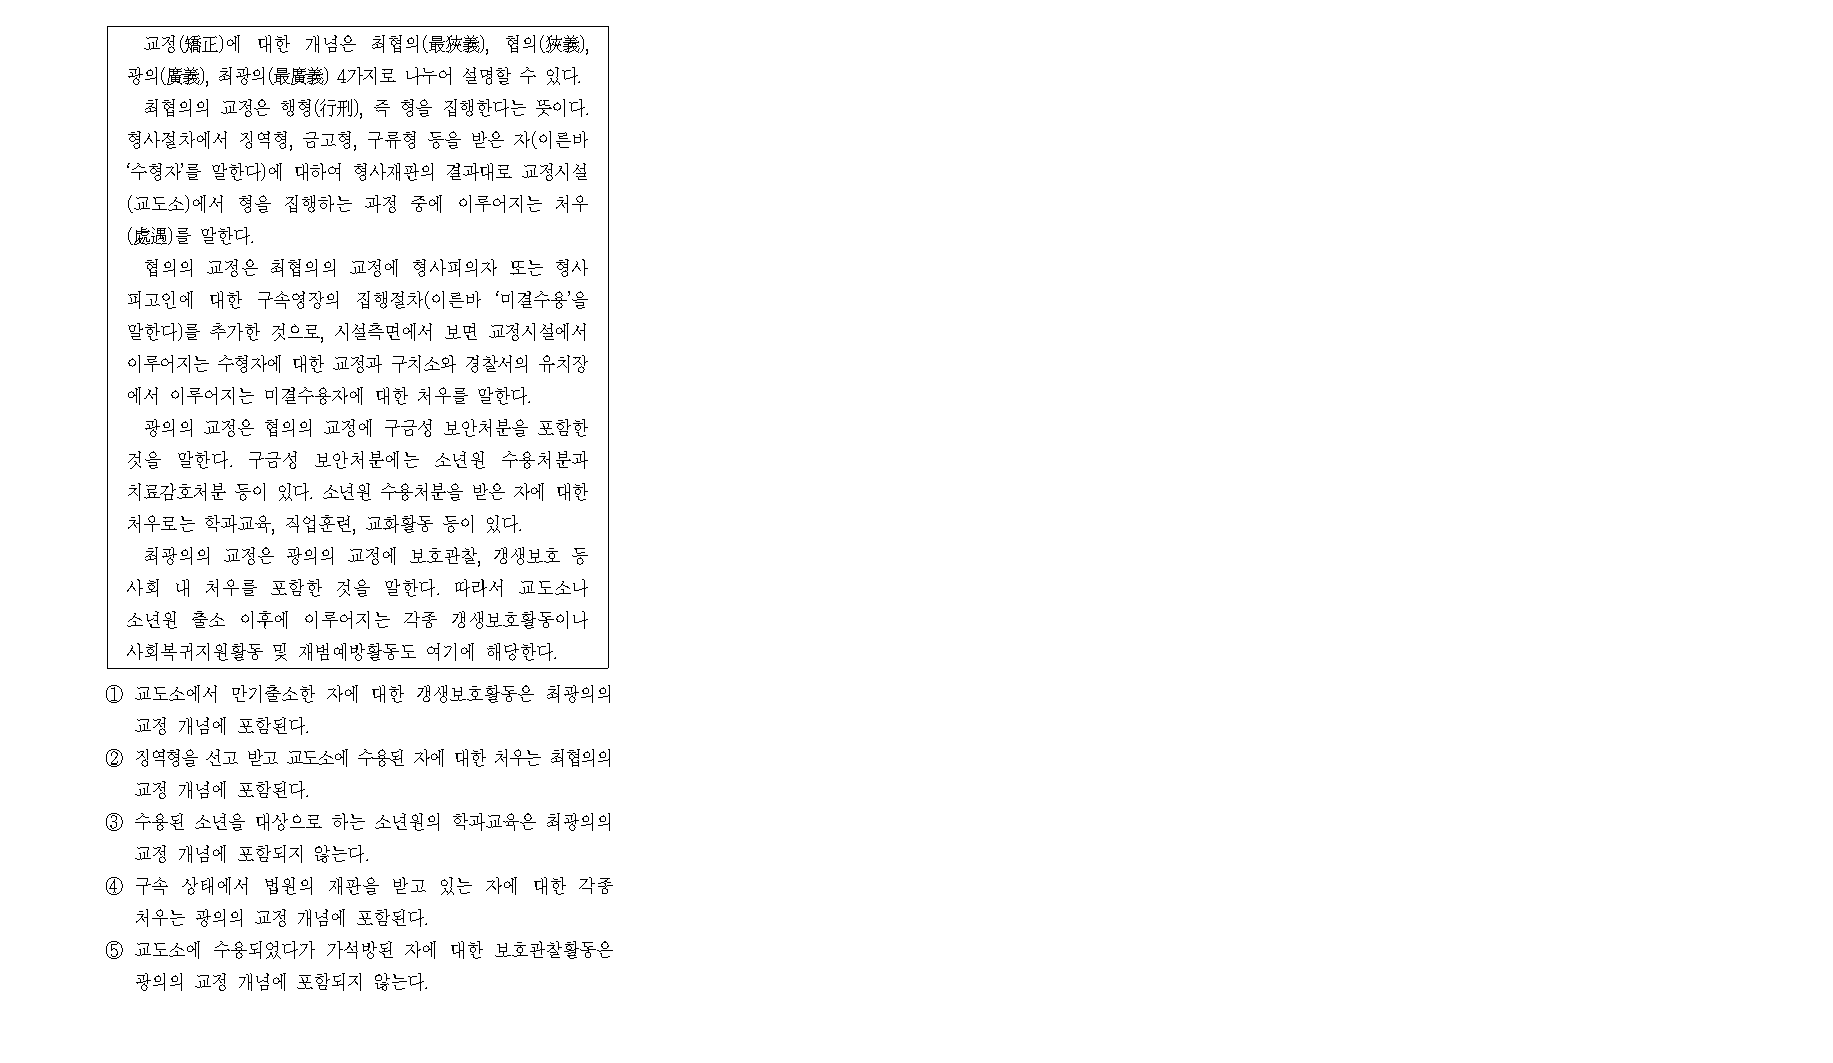 교정(矯正)에 대한 개념은 최협의(最狹義), 협의(狹義),
광의(廣義), 최광의(最廣義) 4가지로 나누어 설명할 수 있다.
최협의의 교정은 행형(行刑), 즉 형을 집행한다는 뜻이다.
형사절차에서 징역형, 금고형, 구류형 등을 받은 자(이른바
‘수형자’를 말한다)에 대하여 형사재판의 결과대로 교정시설
(교도소)에서 형을 집행하는 과정 중에 이루어지는 처우
(處遇)를 말한다.
협의의 교정은 최협의의 교정에 형사피의자 또는 형사
피고인에 대한 구속영장의 집행절차(이른바 ‘미결수용’을
말한다)를 추가한 것으로, 시설측면에서 보면 교정시설에서
이루어지는 수형자에 대한 교정과 구치소와 경찰서의 유치장
에서 이루어지는 미결수용자에 대한 처우를 말한다.
광의의 교정은 협의의 교정에 구금성 보안처분을 포함한
것을 말한다. 구금성 보안처분에는 소년원 수용처분과
치료감호처분 등이 있다. 소년원 수용처분을 받은 자에 대한
처우로는 학과교육, 직업훈련, 교화활동 등이 있다.
최광의의 교정은 광의의 교정에 보호관찰, 갱생보호 등
사회 내 처우를 포함한 것을 말한다. 따라서 교도소나
소년원 출소 이후에 이루어지는 각종 갱생보호활동이나
사회복귀지원활동 및 재범예방활동도 여기에 해당한다.
① 교도소에서 만기출소한 자에 대한 갱생보호활동은 최광의의
교정 개념에 포함된다.
② 징역형을 선고 받고 교도소에 수용된 자에 대한 처우는 최협의의
교정 개념에 포함된다.
③ 수용된 소년을 대상으로 하는 소년원의 학과교육은 최광의의
교정 개념에 포함되지 않는다.
④ 구속 상태에서 법원의 재판을 받고 있는 자에 대한 각종
처우는 광의의 교정 개념에 포함된다.
⑤ 교도소에 수용되었다가 가석방된 자에 대한 보호관찰활동은
광의의 교정 개념에 포함되지 않는다.